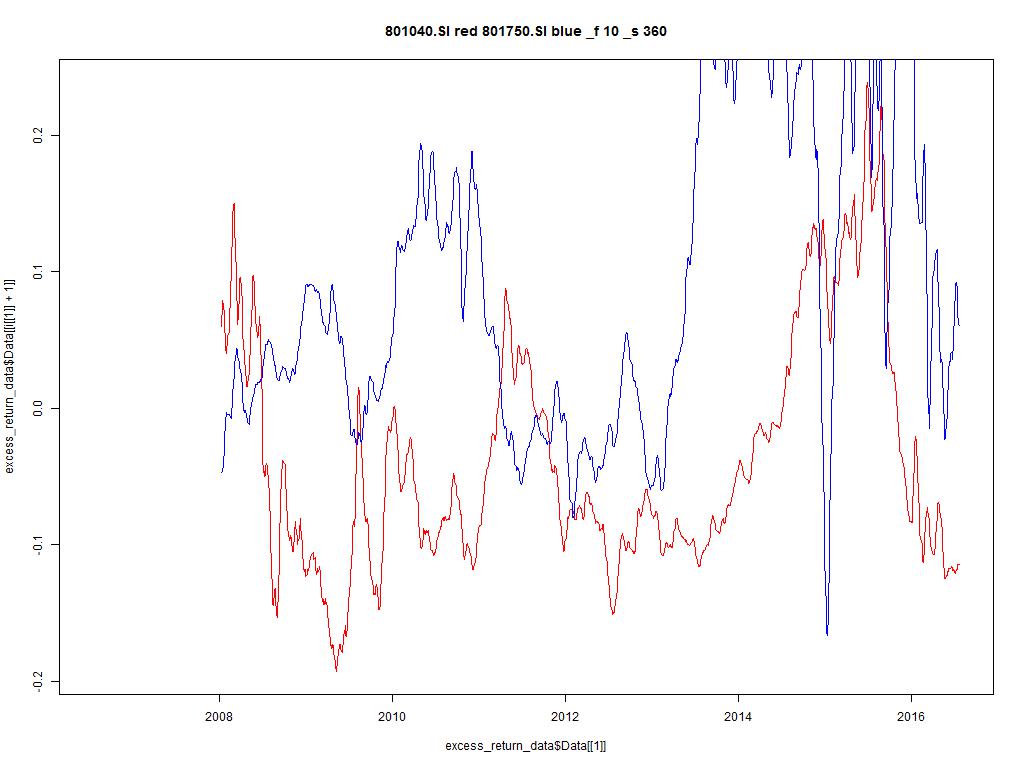 801040.SI red 801750.SI blue _f 10 _s 360
excess_return_data$Data[[i[[1]] + 1]]
0.2
0.1
0.0
-0.1
-0.2
2008 2010 2012 2014 2016
excess_return_data$Data[[1]]